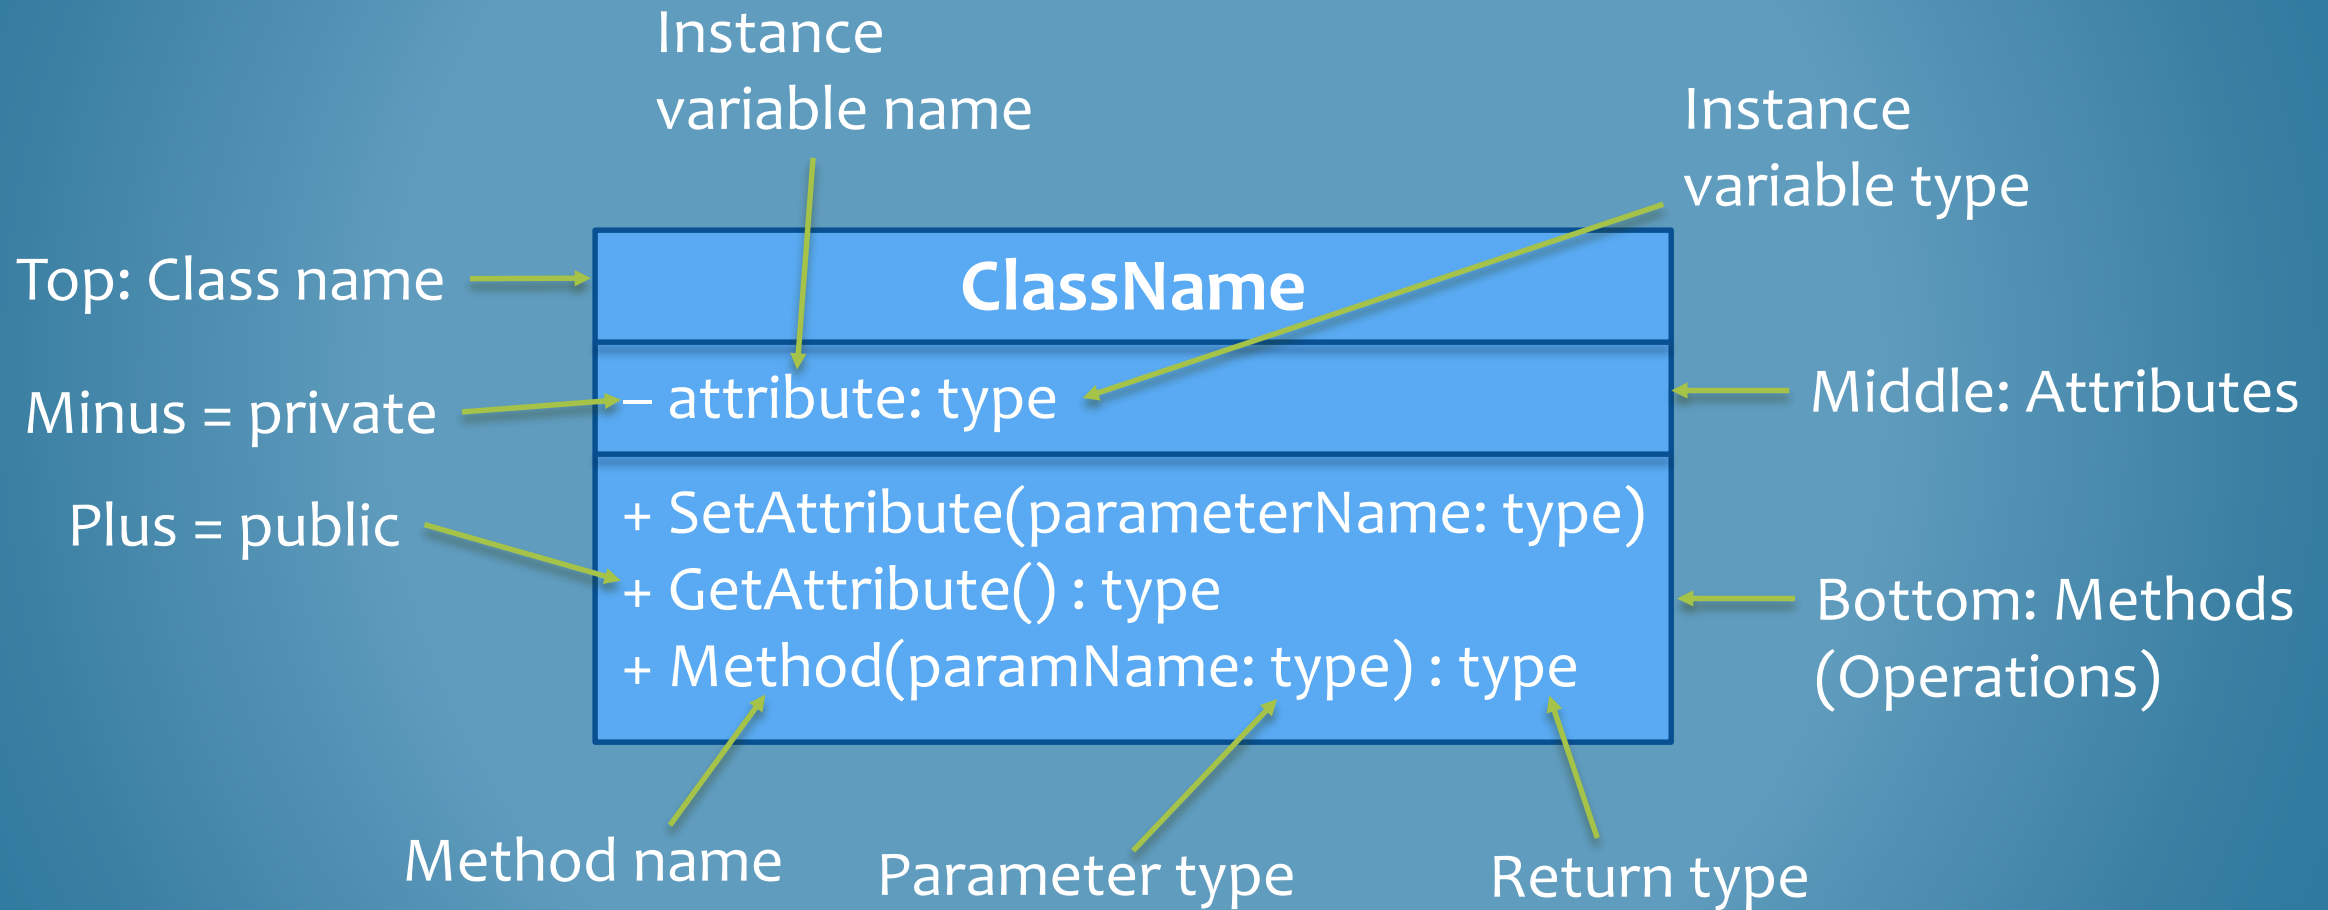 Instance
variable name
Instance
variable type
Top: Class name
ClassName
Minus = private
– attribute: type
Middle: Attributes
Plus = public
+ SetAttribute(parameterName: type)
+ GetAttribute() : type
+ Method(paramName: type) : type
Bottom: Methods
(Operations)
Method name
Parameter type
Return type